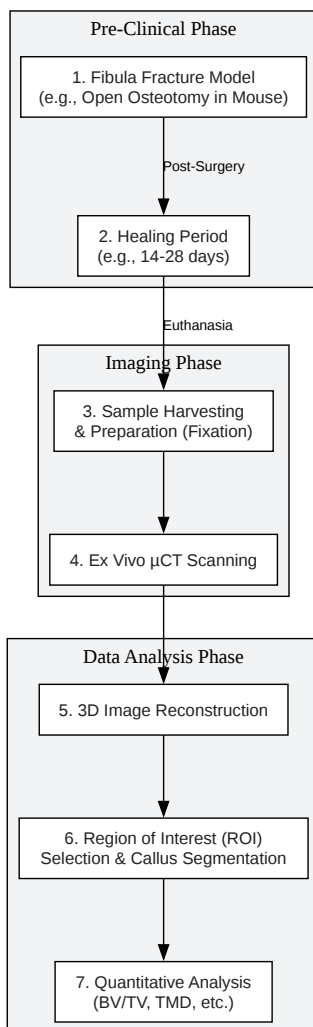 Pre-Clinical Phase
1. Fibula Fracture Model
(e.g., Open Osteotomy in Mouse)
Post-Surgery
2. Healing Period
(e.g., 14-28 days)
Euthanasia
Imaging Phase
3. Sample Harvesting
& Preparation (Fixation)
4. Ex Vivo µCT Scanning
Data Analysis Phase
5. 3D Image Reconstruction
6. Region of Interest (ROI)
Selection & Callus Segmentation
7. Quantitative Analysis
(BV/TV, TMD, etc.)